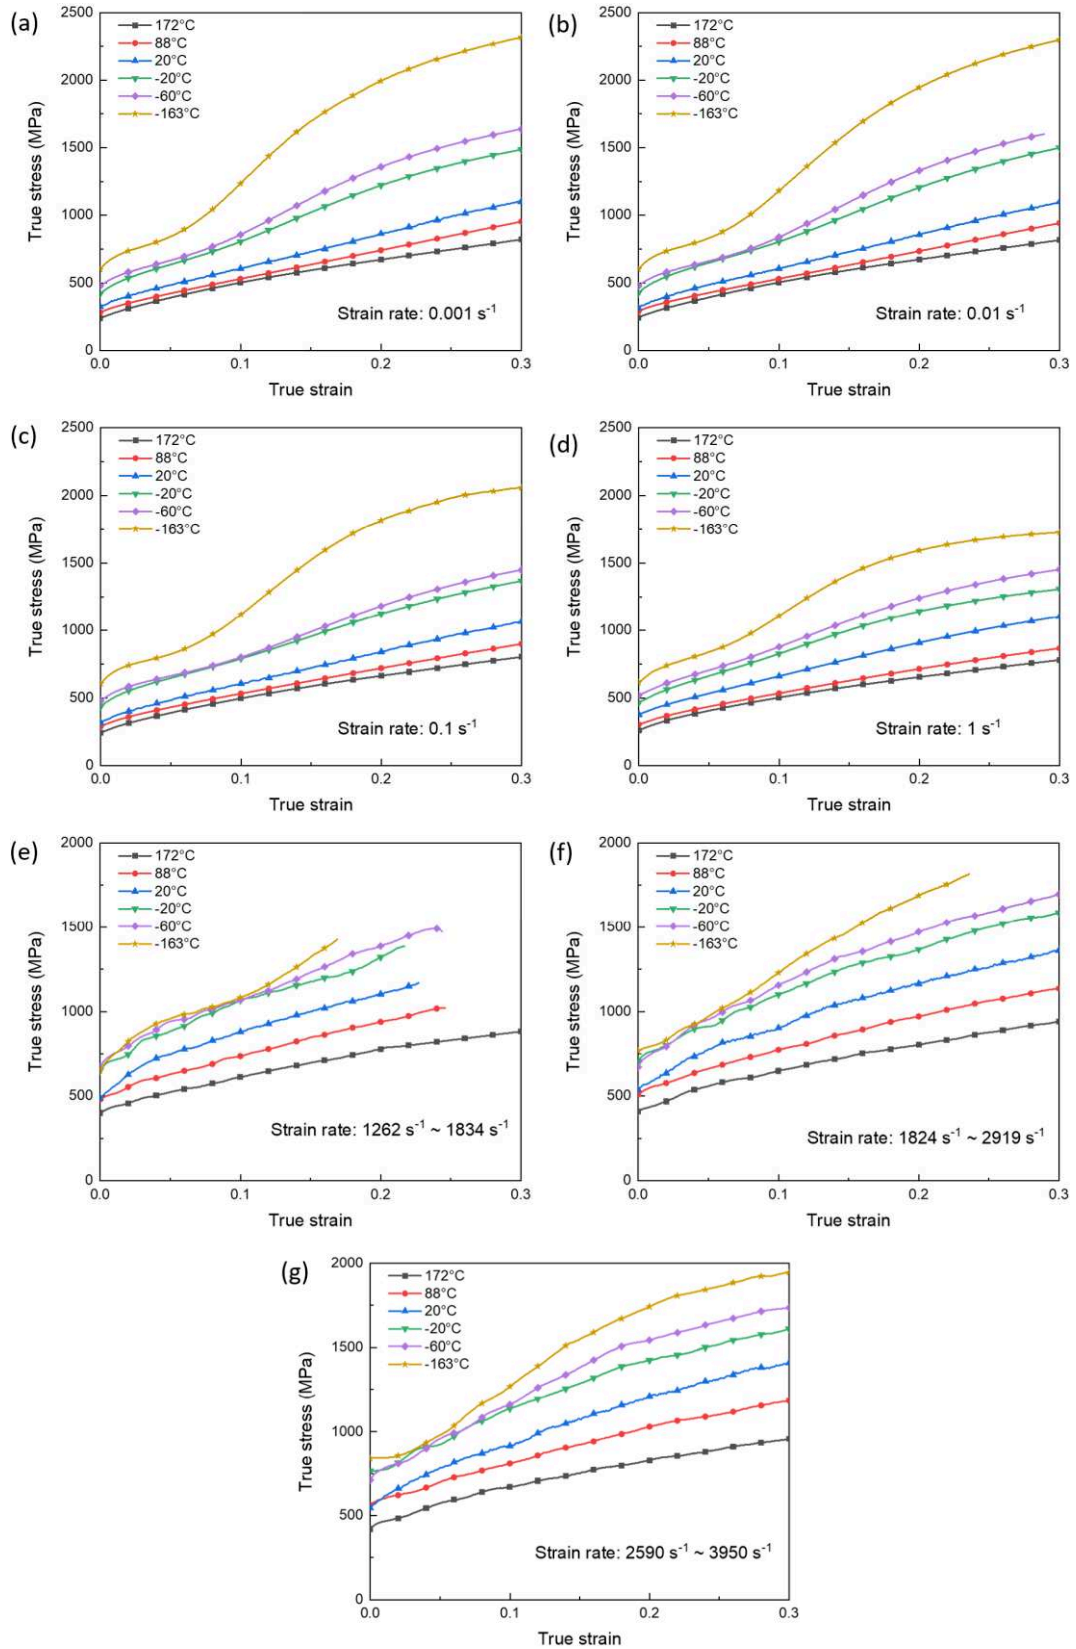 (a)
2500
2000
1500
1000
500
0
0.0
0.1
0.2
0.3
True stress (MPa)
True strain
172°C
88°C
20°C
-20°C
-60°C
-163°C
Strain rate: 0.001 s⁻¹
(b)
2500
2000
1500
1000
500
0
0.0
0.1
0.2
0.3
True stress (MPa)
True strain
172°C
88°C
20°C
-20°C
-60°C
-163°C
Strain rate: 0.01 s⁻¹
(c)
2500
2000
1500
1000
500
0
0.0
0.1
0.2
0.3
True stress (MPa)
True strain
172°C
88°C
20°C
-20°C
-60°C
-163°C
Strain rate: 0.1 s⁻¹
(d)
2500
2000
1500
1000
500
0
0.0
0.1
0.2
0.3
True stress (MPa)
True strain
172°C
88°C
20°C
-20°C
-60°C
-163°C
Strain rate: 1 s⁻¹
(e)
2000
1500
1000
500
0
0.0
0.1
0.2
0.3
True stress (MPa)
True strain
172°C
88°C
20°C
-20°C
-60°C
-163°C
Strain rate: 1262 s⁻¹ ~ 1834 s⁻¹
(f)
2000
1500
1000
500
0
0.0
0.1
0.2
0.3
True stress (MPa)
True strain
172°C
88°C
20°C
-20°C
-60°C
-163°C
Strain rate: 1824 s⁻¹ ~ 2919 s⁻¹
(g)
2000
1500
1000
500
0
0.0
0.1
0.2
0.3
True stress (MPa)
True strain
172°C
88°C
20°C
-20°C
-60°C
-163°C
Strain rate: 2590 s⁻¹ ~ 3950 s⁻¹